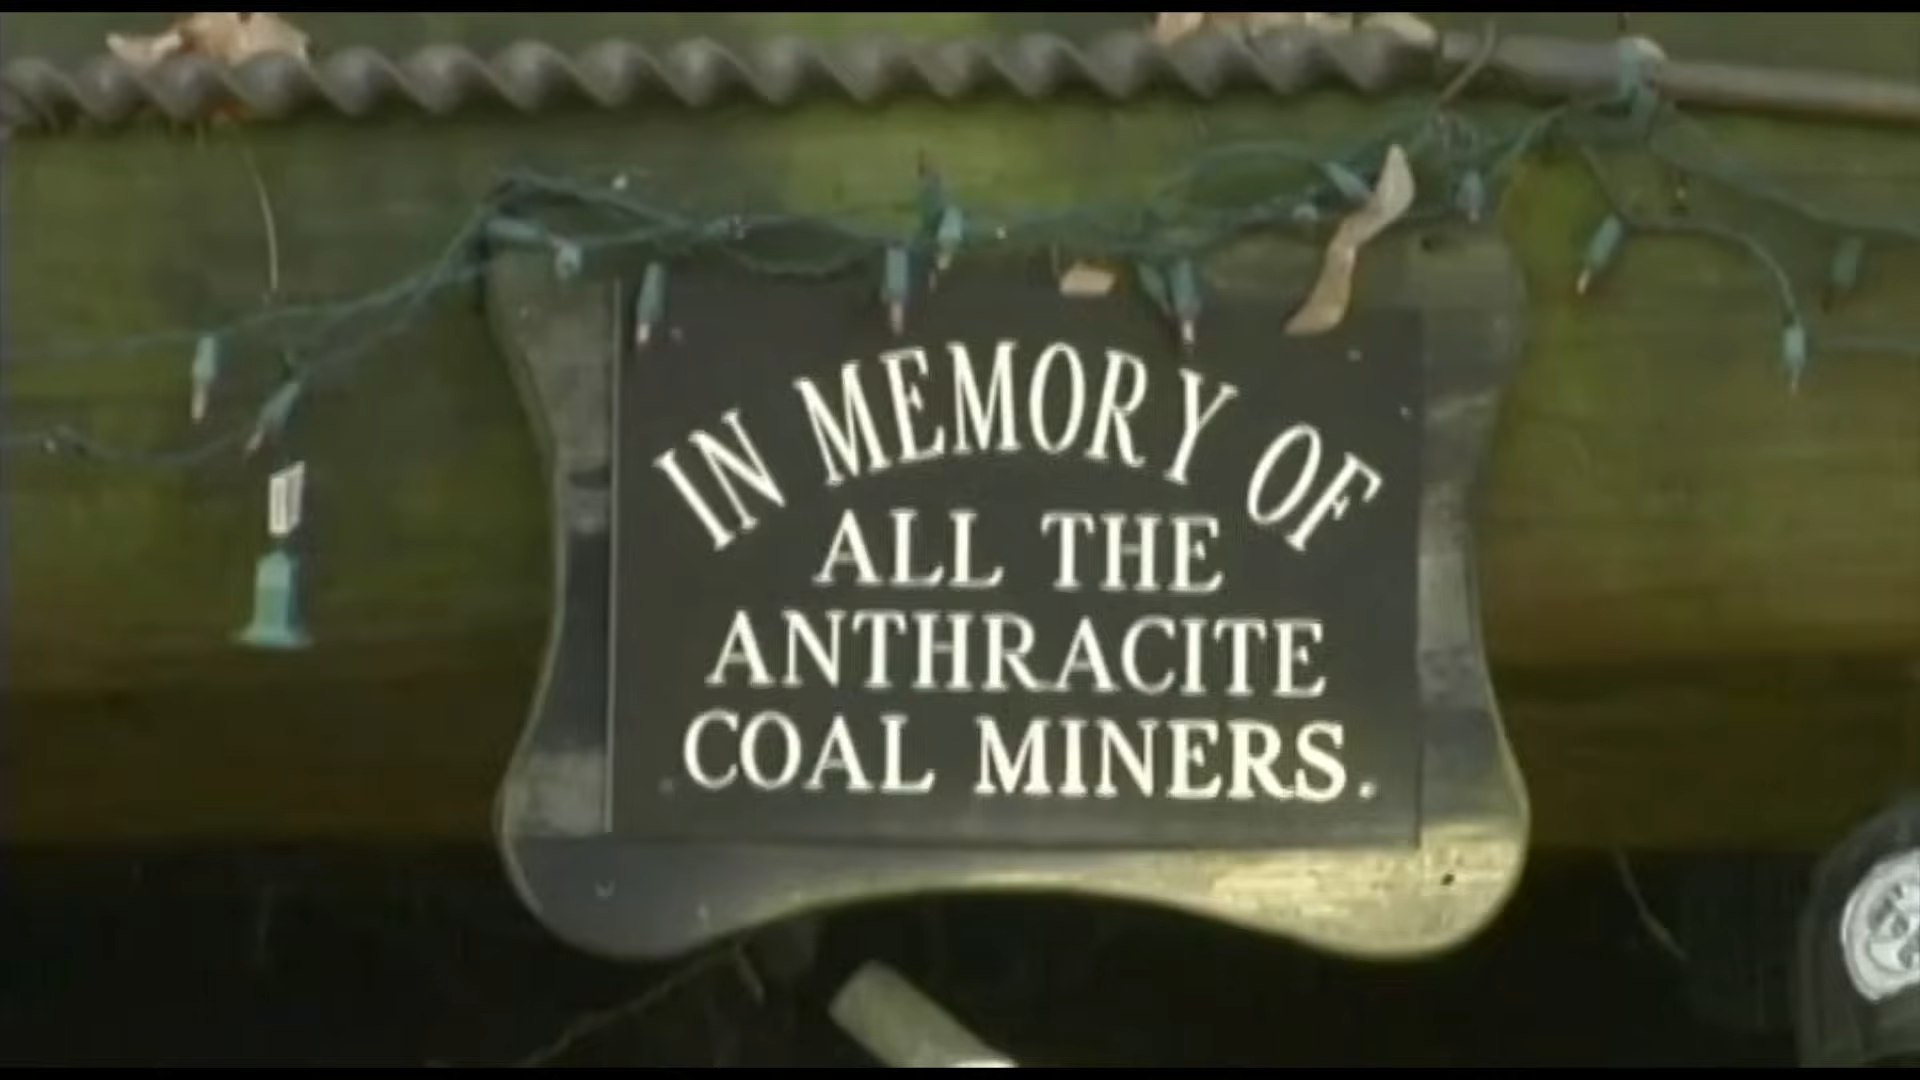 IN MEMORY OF
ALL THE
ANTHRACITE
COAL MINERS.